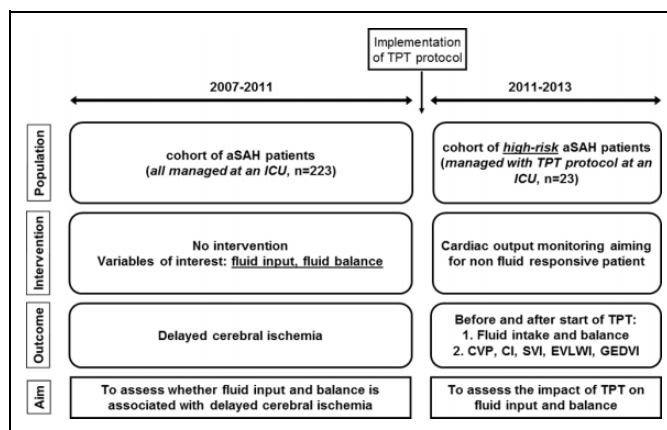 Implementation
of TPT protocol
2007-2011
2011-2013
Population
cohort of aSAH patients
(all managed at an ICU, n=223)
cohort of high-risk aSAH patients
(managed with TPT protocol at an
ICU, n=23)
Intervention
No intervention
Variables of interest: fluid input, fluid balance
Cardiac output monitoring aiming
for non fluid responsive patient
Outcome
Delayed cerebral ischemia
Before and after start of TPT:
1. Fluid intake and balance
2. CVP, CI, SVI, EVLWI, GEDVI
Aim
To assess whether fluid input and balance is
associated with delayed cerebral ischemia
To assess the impact of TPT on
fluid input and balance